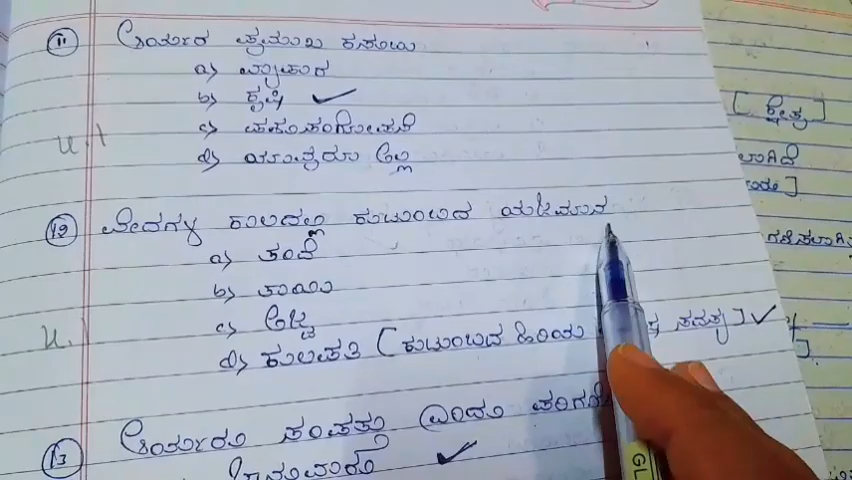 11) ಆರ್ಯರ ಪ್ರಮುಖ ಕಸುಬು
a) ವ್ಯಾಪಾರ
b) ಕೃಷಿ ✓
c) ಪಶುಸಂಗೋಪನೆ
d) ಯಾವುದೂ ಅಲ್ಲ
12) ವೇದಗಳ ಕಾಲದಲ್ಲಿ ಕುಟುಂಬದ ಯಜಮಾನ
a) ತಂದೆ
b) ತಾಯಿ
c) ಅಜ್ಜ
d) ಕುಲಪತಿ [ಕುಟುಂಬದ ಹಿರಿಯ ಸದಸ್ಯ] ✓
13 ಆರ್ಯರು ಸಂಪತ್ತು ಎಂದು
[ಕ್ಷೇತ್ರ]